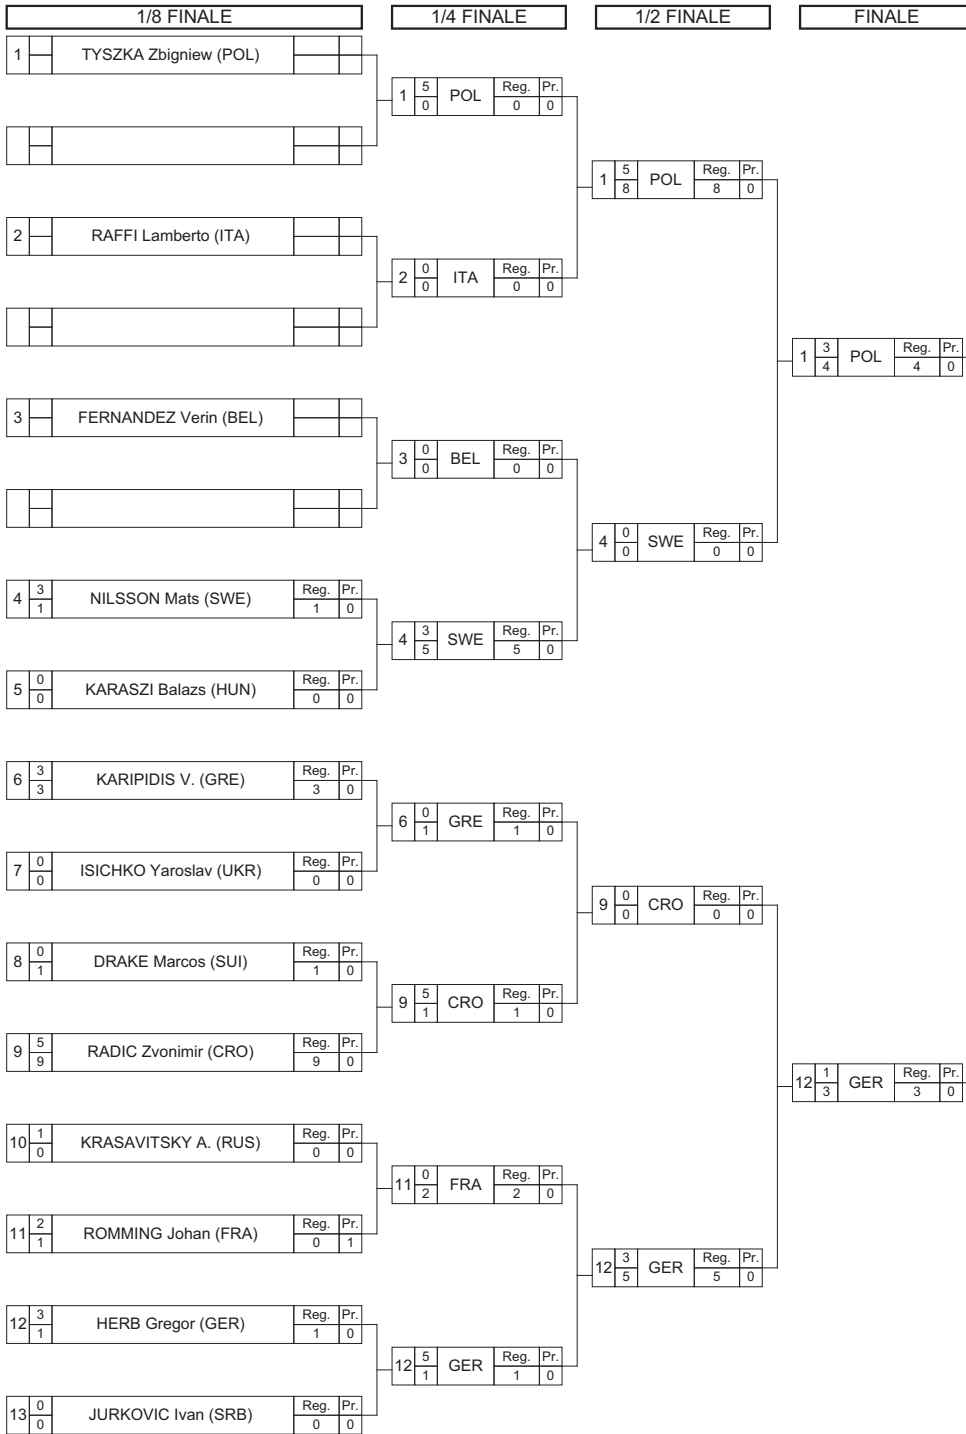 1/8 FINALE 1/4 FINALE 1/2 FINALE FINALE
1 TYSZKA Zbigniew (POL)
1 5 0 POL Reg. 0 Pr. 0
1 5 8 POL Reg. 8 Pr. 0
2 RAFFI Lamberto (ITA)
2 0 0 ITA Reg. 0 Pr. 0
1 3 4 POL Reg. 4 Pr. 0
3 FERNANDEZ Verin (BEL)
3 0 0 BEL Reg. 0 Pr. 0
4 0 0 SWE Reg. 0 Pr. 0
4 3 1 NILSSON Mats (SWE) Reg. 1 Pr. 0
4 3 5 SWE Reg. 5 Pr. 0
5 0 0 KARASZI Balazs (HUN) Reg. 0 Pr. 0
6 3 3 KARIPIDIS V. (GRE) Reg. 3 Pr. 0
6 0 1 GRE Reg. 1 Pr. 0
7 0 0 ISICHKO Yaroslav (UKR) Reg. 0 Pr. 0
9 0 0 CRO Reg. 0 Pr. 0
8 0 1 DRAKE Marcos (SUI) Reg. 1 Pr. 0
9 5 1 CRO Reg. 1 Pr. 0
9 5 9 RADIC Zvonimir (CRO) Reg. 9 Pr. 0
12 1 3 GER Reg. 3 Pr. 0
10 1 0 KRASAVITSKY A. (RUS) Reg. 0 Pr. 0
11 0 2 FRA Reg. 2 Pr. 0
11 2 1 ROMMING Johan (FRA) Reg. 0 Pr. 1
12 3 5 GER Reg. 5 Pr. 0
12 3 1 HERB Gregor (GER) Reg. 1 Pr. 0
12 5 1 GER Reg. 1 Pr. 0
13 0 0 JURKOVIC Ivan (SRB) Reg. 0 Pr. 0